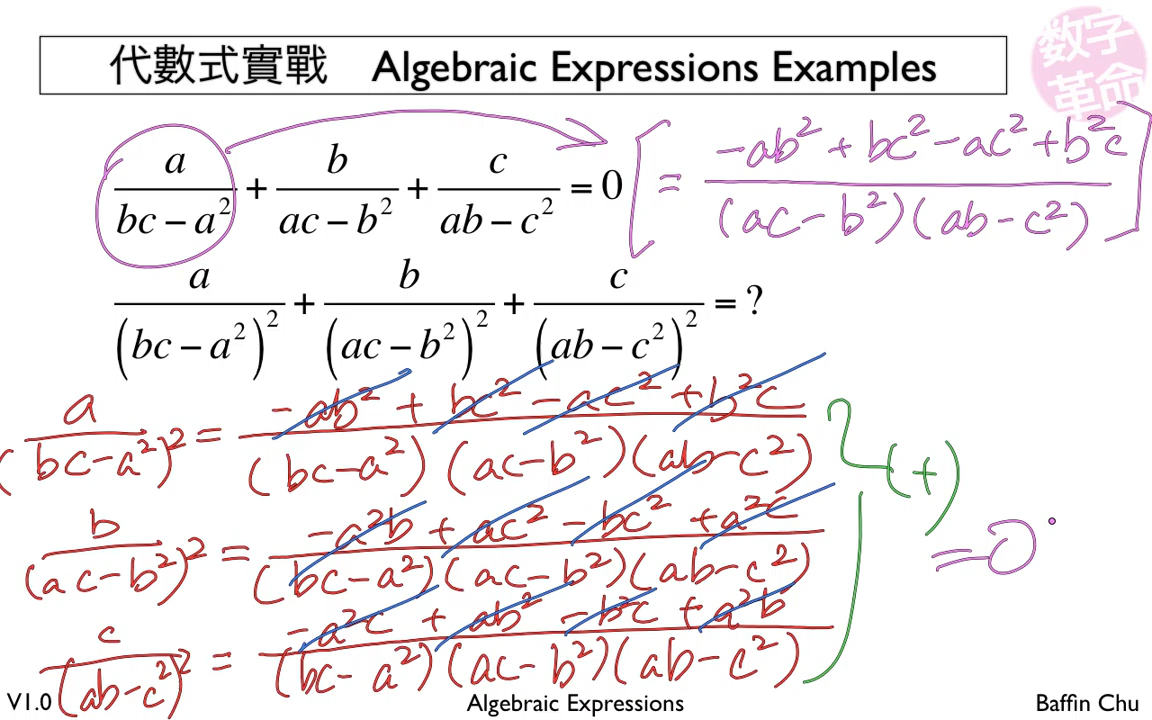 代數式實戰 Algebraic Expressions Examples
数字
革命
a/(bc − a²) + b/(ac − b²) + c/(ab − c²) = 0 [ = (-ab² + bc² - ac² + b²c)/((ac - b²)(ab - c²)) ]
a/(bc − a²)² + b/(ac − b²)² + c/(ab − c²)² = ?
a/(bc-a²)² = (-ab² + bc² - ac² + b²c)/((bc-a²)(ac-b²)(ab-c²))
(+)
b/(ac-b²)² = (-a²b + ac² - bc² + a²c)/((bc-a²)(ac-b²)(ab-c²))
=0
c/(ab-c²)² = (-a²c + ab² - b²c + a²b)/((bc-a²)(ac-b²)(ab-c²))
V1.0 Algebraic Expressions Baffin Chu